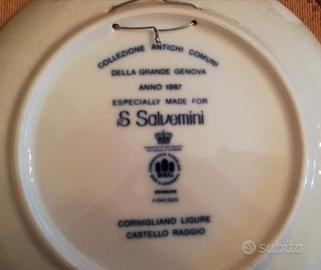 COLLEZIONE ANTICHI COMUNI
DELLA GRANDE GENOVA
ANNO 1987
ESPECIALLY MADE FOR
S Salvemini
CORNIGLIANO LIGURE
CASTELLO RAGGIO
subito